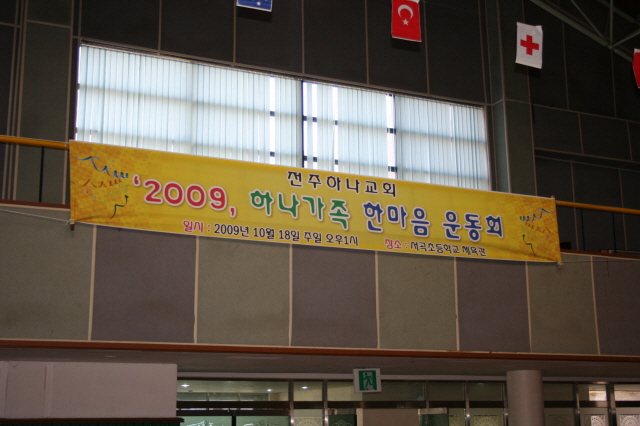 전주하나교회
'2009, 하나가족 한마음 운동회
일시 : 2009년 10월 18일 주일 오후1시 장소 : 서곡초등학교 체육관